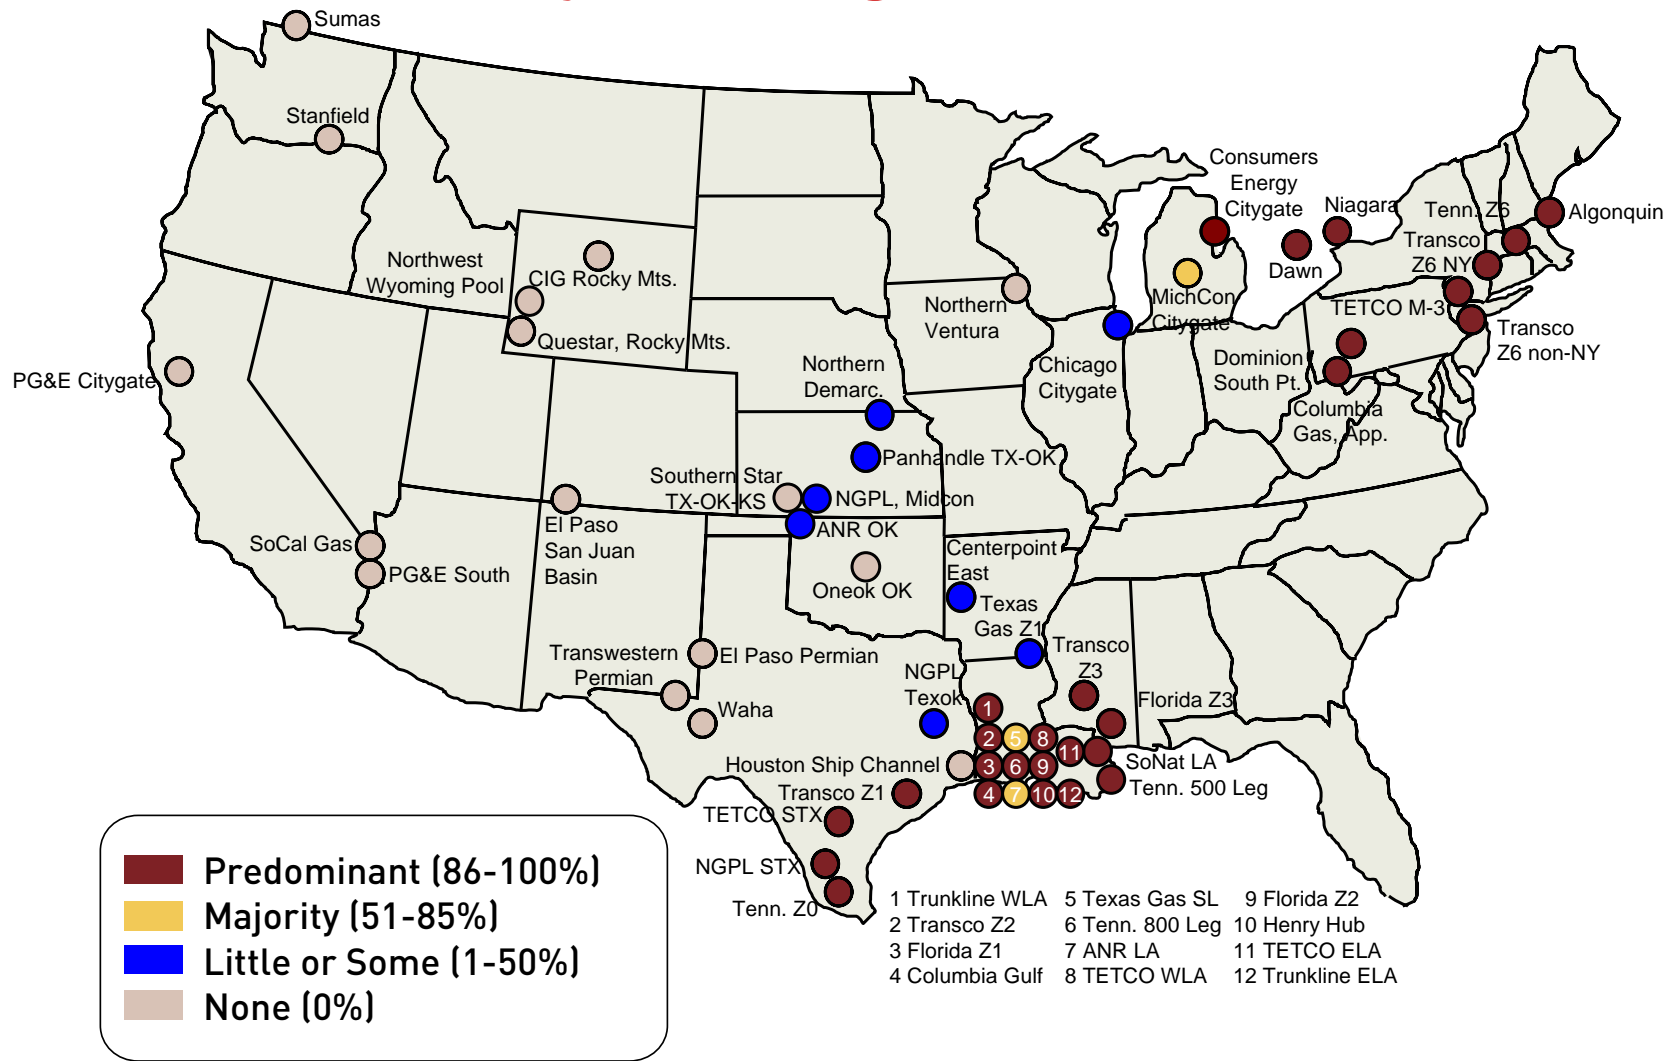 Sumas
Stanfield
Consumers
Energy
Citygate
Niagara
Tenn. Z6
Algonquin
Transco
Z6 NY
Dawn
Northwest
Wyoming Pool
CIG Rocky Mts.
MichCon
Citygate
TETCO M-3
Northern
Ventura
Transco
Z6 non-NY
Questar, Rocky Mts.
Northern
Demarc.
Chicago
Citygate
Dominion
South Pt.
PG&E Citygate
Columbia
Gas, App.
Panhandle TX-OK
Southern Star
TX-OK-KS
NGPL, Midcon
El Paso
San Juan
Basin
ANR OK
SoCal Gas
PG&E South
Centerpoint
East
Oneok OK
Texas
Gas Z1
Transwestern
Permian
El Paso Permian
Transco
Z3
NGPL
Texok
Florida Z3
Waha
1
2
5
8
11
Houston Ship Channel
3
6
9
SoNat LA
Tenn. 500 Leg
Transco Z1
4
7
10
12
TETCO STX
NGPL STX
Tenn. Z0
Predominant (86-100%)
Majority (51-85%)
Little or Some (1-50%)
None (0%)
1 Trunkline WLA
2 Transco Z2
3 Florida Z1
4 Columbia Gulf
5 Texas Gas SL
6 Tenn. 800 Leg
7 ANR LA
8 TETCO WLA
9 Florida Z2
10 Henry Hub
11 TETCO ELA
12 Trunkline ELA